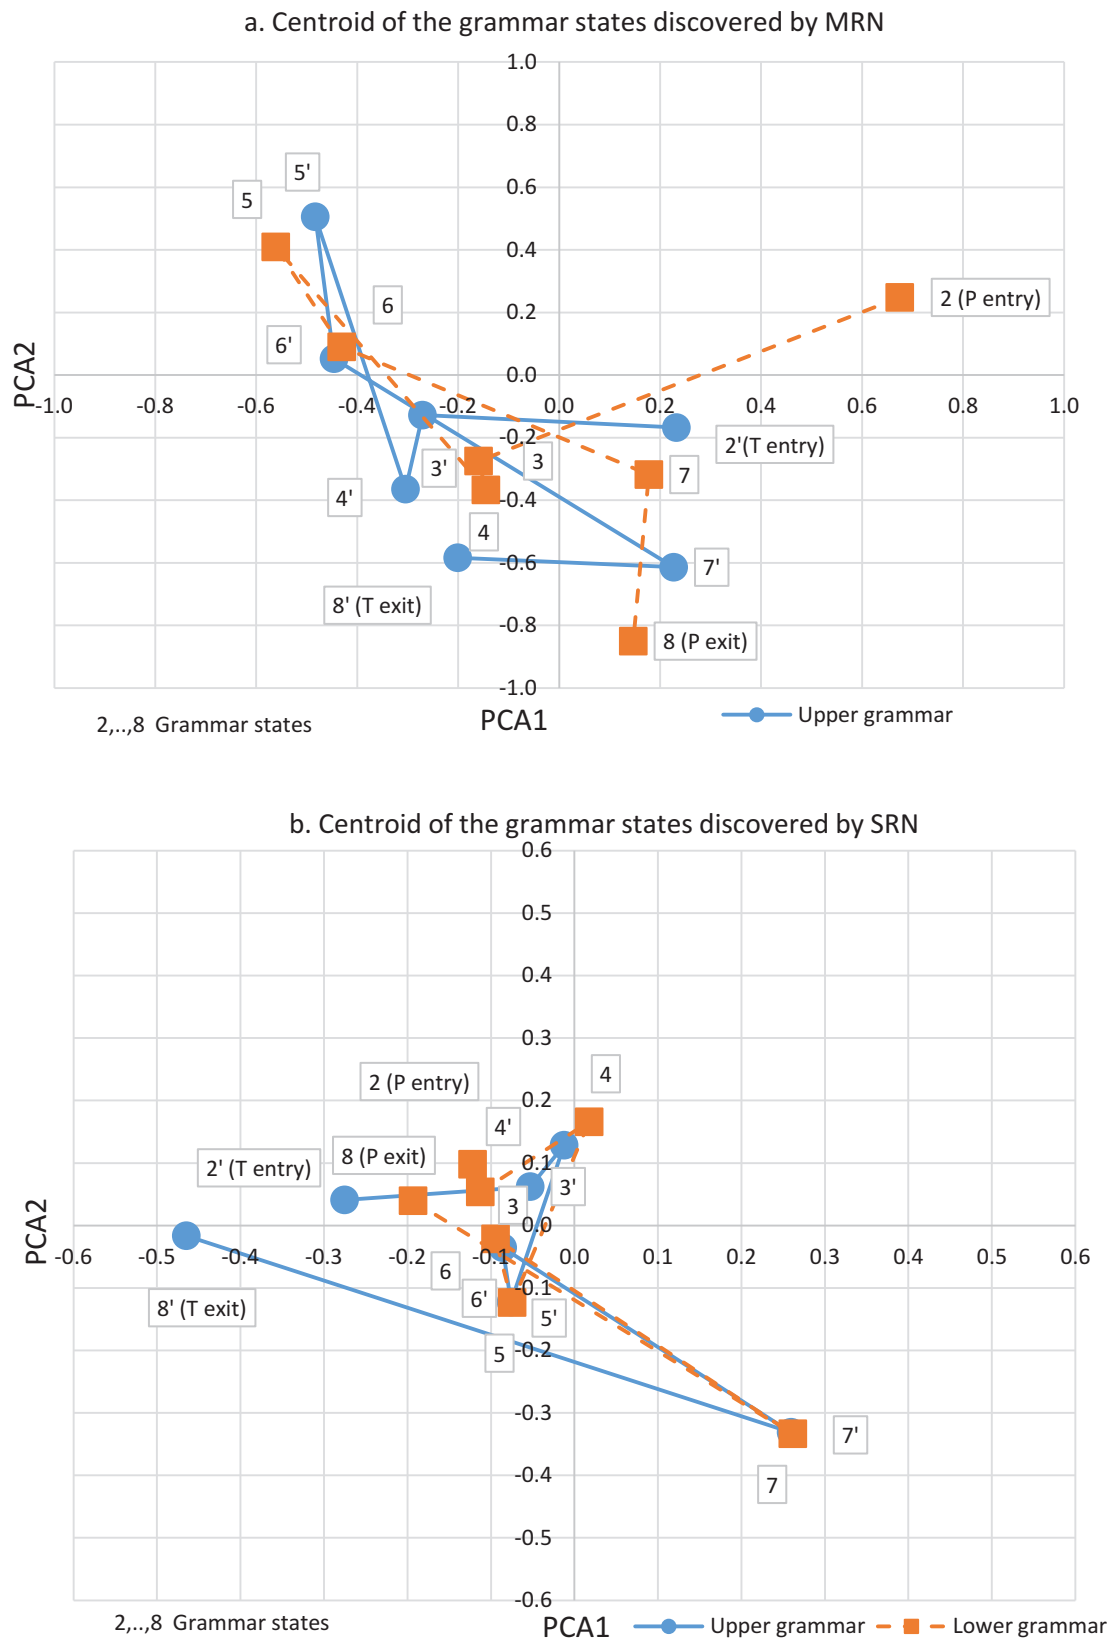 a. Centroid of the grammar states discovered by MRN
1.0
0.8
0.6
0.4
0.2
0.0
-0.2
-0.4
-0.6
-0.8
-1.0
-1.0 -0.8 -0.6 -0.4 -0.2 0.0 0.2 0.4 0.6 0.8 1.0
PCA2
5'
5
6
2 (P entry)
6'
2'(T entry)
3'
3
7
4'
4
7'
8' (T exit)
8 (P exit)
2,..,8 Grammar states
PCA1
Upper grammar
b. Centroid of the grammar states discovered by SRN
0.6
0.5
0.4
0.3
0.2
0.1
0.0
-0.1
-0.2
-0.3
-0.4
-0.5
-0.6
-0.6 -0.5 -0.4 -0.3 -0.2 -0.1 0.0 0.1 0.2 0.3 0.4 0.5 0.6
PCA2
4
2 (P entry)
4'
8 (P exit)
2' (T entry)
3'
3
6
6'
8' (T exit)
5'
5
7'
7
2,..,8 Grammar states
PCA1
Upper grammar
Lower grammar